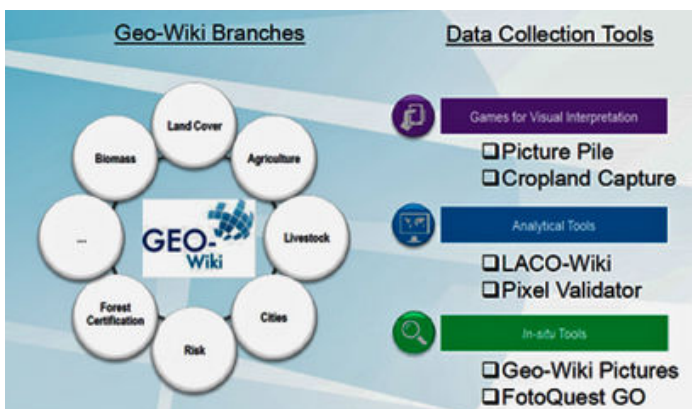 Geo-Wiki Branches
Land Cover
Biomass
Agriculture
...
GEO-
Wiki
Livestock
Forest
Certification
Cities
Risk
Data Collection Tools
Games for Visual Interpretation
❑Picture Pile
❑Cropland Capture
Analytical Tools
❑LACO-Wiki
❑Pixel Validator
In-situ Tools
❑Geo-Wiki Pictures
❑FotoQuest GO